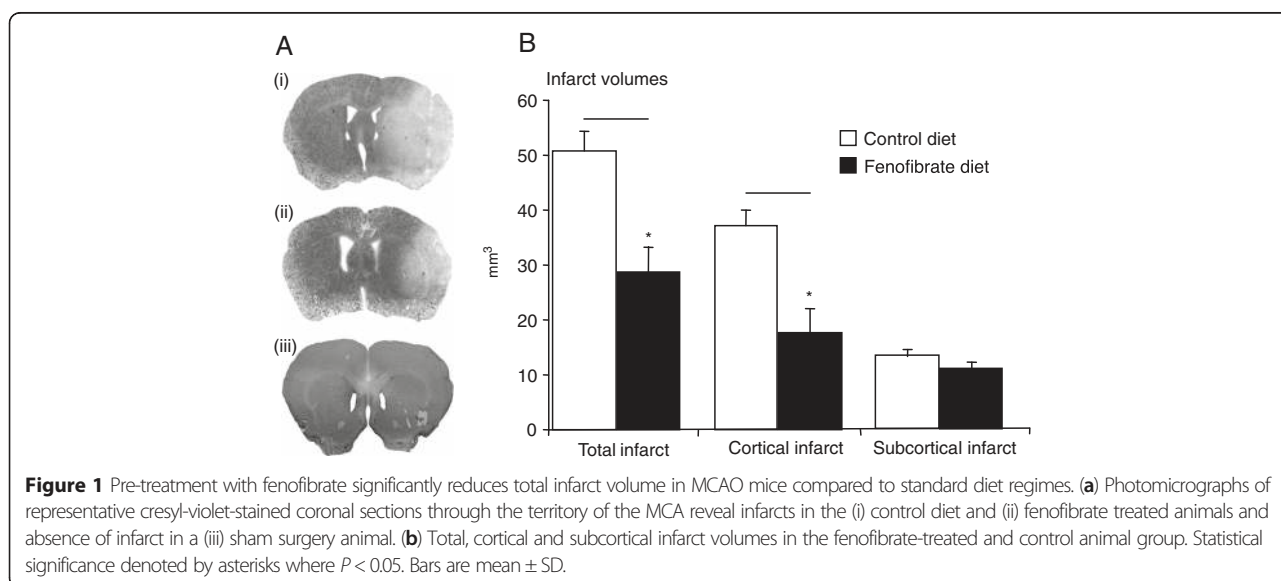 A
B
(i)
(ii)
(iii)
Infarct volumes
60
50
40
30
20
10
0
mm³
Control diet
Fenofibrate diet
*
*
Total infarct
Cortical infarct
Subcortical infarct
Figure 1 Pre-treatment with fenofibrate significantly reduces total infarct volume in MCAO mice compared to standard diet regimes. (a) Photomicrographs of
representative cresyl-violet-stained coronal sections through the territory of the MCA reveal infarcts in the (i) control diet and (ii) fenofibrate treated animals and
absence of infarct in a (iii) sham surgery animal. (b) Total, cortical and subcortical infarct volumes in the fenofibrate-treated and control animal group. Statistical
significance denoted by asterisks where P < 0.05. Bars are mean ± SD.